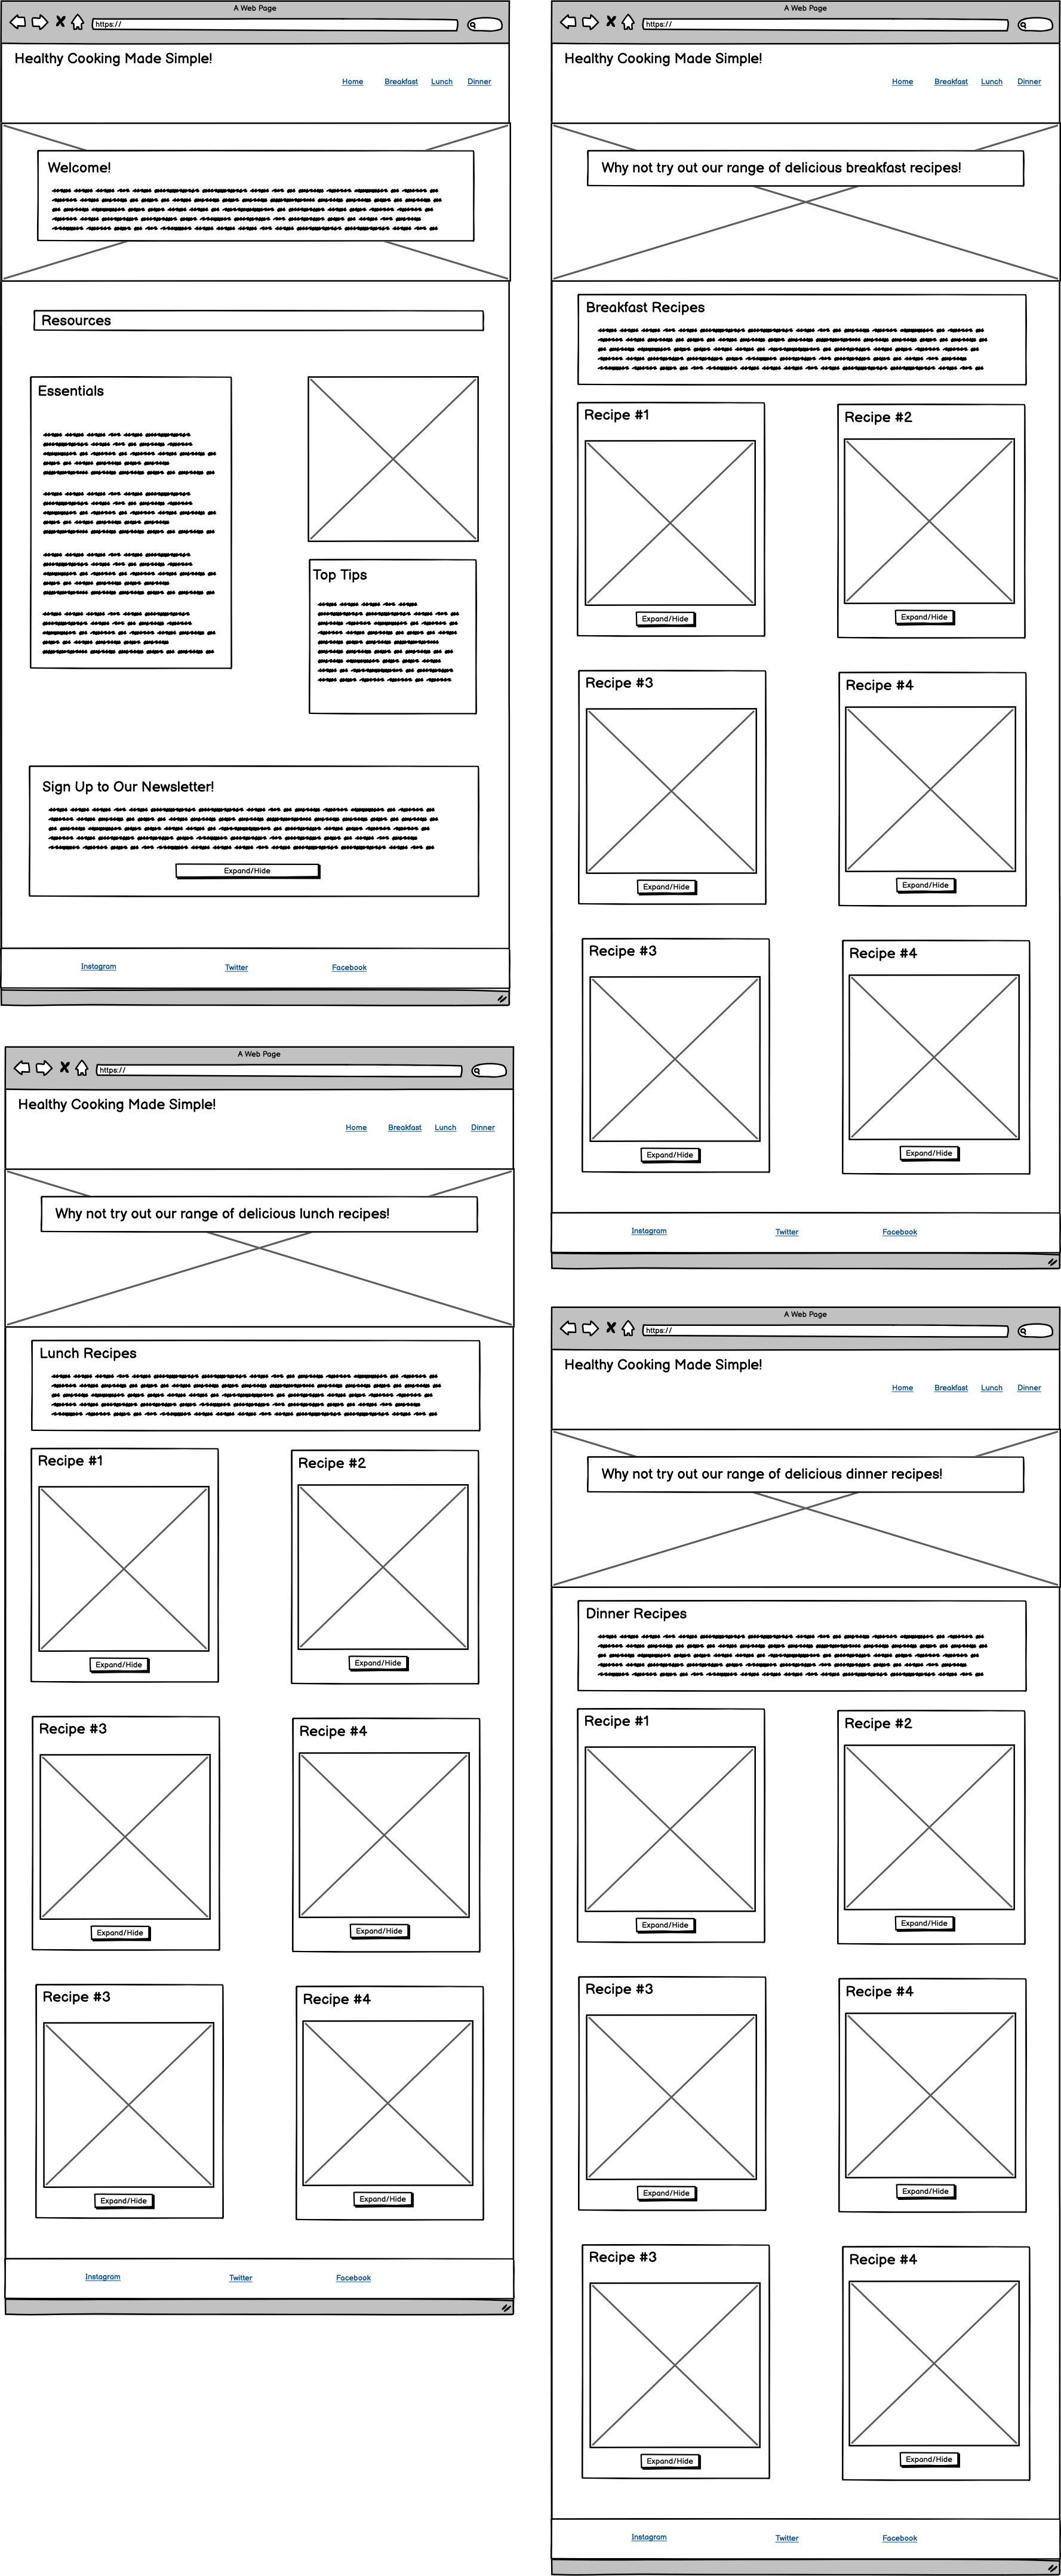 A Web Page
https://
Healthy Cooking Made Simple!
Home Breakfast Lunch Dinner
Welcome!
Resources
Essentials
Top Tips
Sign Up to Our Newsletter!
Expand/Hide
Instagram Twitter Facebook
A Web Page
https://
Healthy Cooking Made Simple!
Home Breakfast Lunch Dinner
Why not try out our range of delicious breakfast recipes!
Breakfast Recipes
Recipe #1 Recipe #2
Expand/Hide Expand/Hide
Recipe #3 Recipe #4
Expand/Hide Expand/Hide
Recipe #3 Recipe #4
Expand/Hide Expand/Hide
Instagram Twitter Facebook
A Web Page
https://
Healthy Cooking Made Simple!
Home Breakfast Lunch Dinner
Why not try out our range of delicious lunch recipes!
Lunch Recipes
Recipe #1 Recipe #2
Expand/Hide Expand/Hide
Recipe #3 Recipe #4
Expand/Hide Expand/Hide
Recipe #3 Recipe #4
Expand/Hide Expand/Hide
Instagram Twitter Facebook
A Web Page
https://
Healthy Cooking Made Simple!
Home Breakfast Lunch Dinner
Why not try out our range of delicious dinner recipes!
Dinner Recipes
Recipe #1 Recipe #2
Expand/Hide Expand/Hide
Recipe #3 Recipe #4
Expand/Hide Expand/Hide
Recipe #3 Recipe #4
Expand/Hide Expand/Hide
Instagram Twitter Facebook